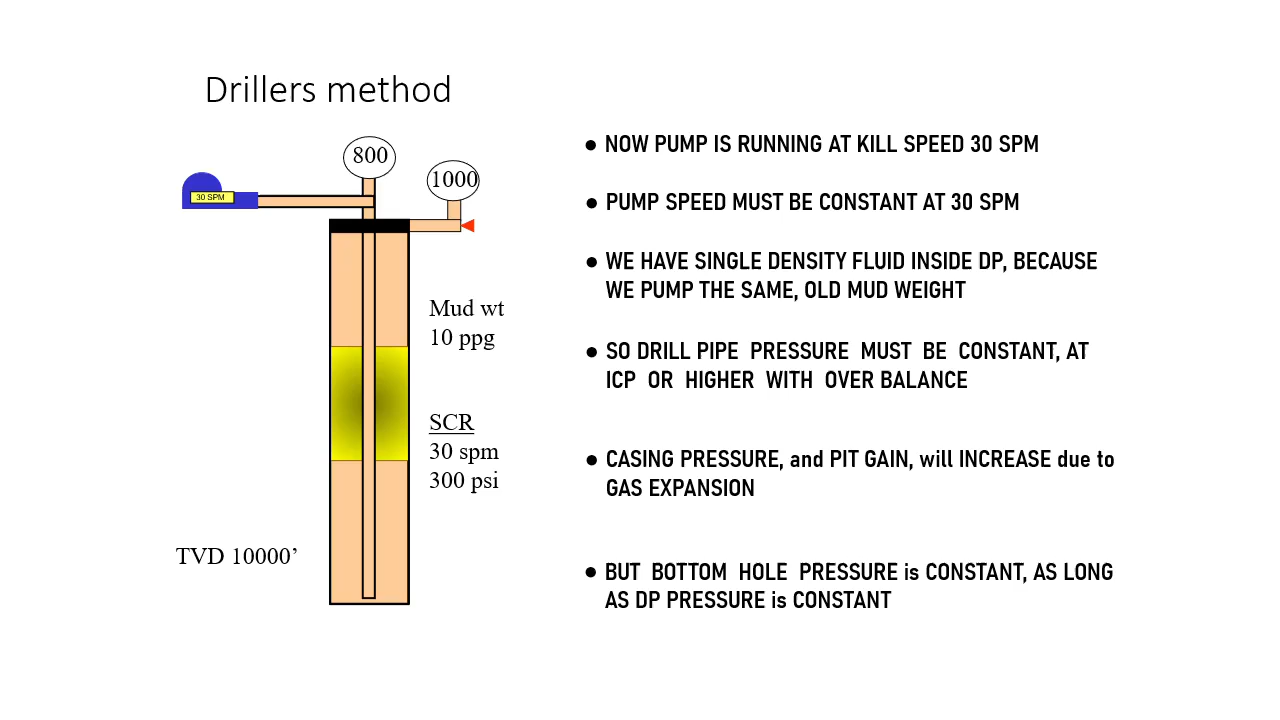 Drillers method
800
1000
30 SPM
Mud wt
10 ppg
SCR
30 spm
300 psi
TVD 10000’
● NOW PUMP IS RUNNING AT KILL SPEED 30 SPM
● PUMP SPEED MUST BE CONSTANT AT 30 SPM
● WE HAVE SINGLE DENSITY FLUID INSIDE DP, BECAUSE
WE PUMP THE SAME, OLD MUD WEIGHT
● SO DRILL PIPE PRESSURE MUST BE CONSTANT, AT
ICP OR HIGHER WITH OVER BALANCE
● CASING PRESSURE, and PIT GAIN, will INCREASE due to
GAS EXPANSION
● BUT BOTTOM HOLE PRESSURE is CONSTANT, AS LONG
AS DP PRESSURE is CONSTANT